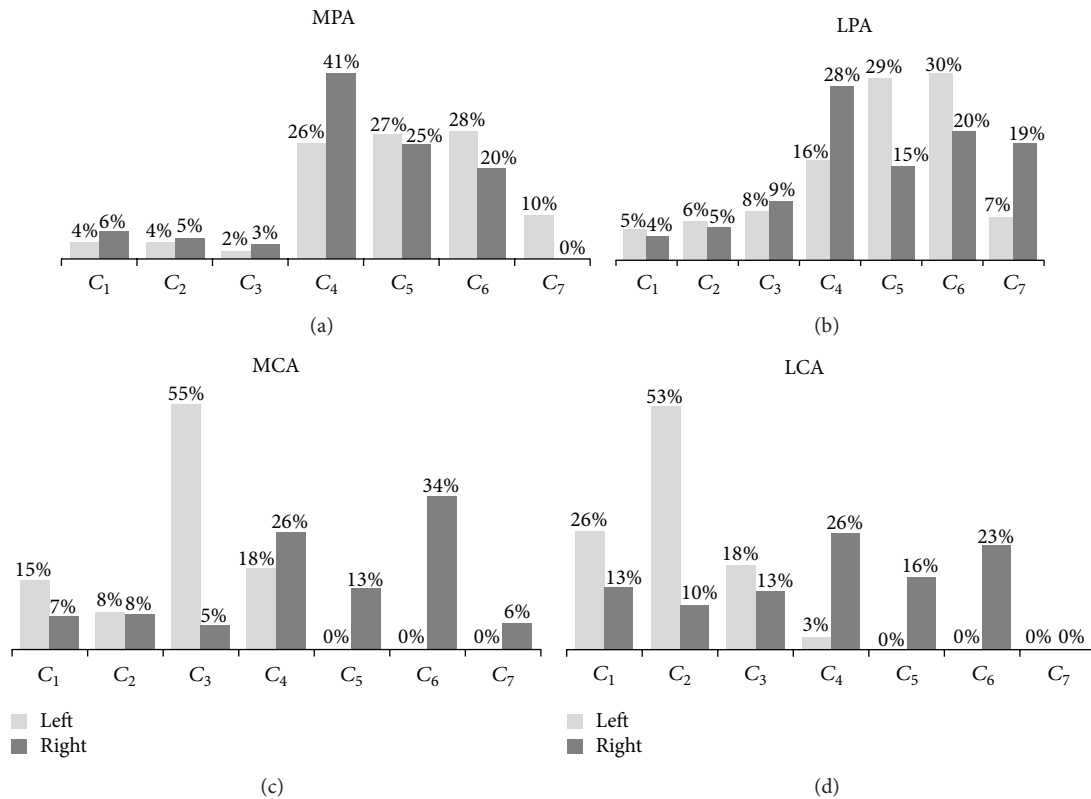 MPA
4% 6% 4% 5% 2% 3% 26% 41% 27% 25% 28% 20% 10% 0%
C1 C2 C3 C4 C5 C6 C7
(a)
LPA
5% 4% 6% 5% 8% 9% 16% 28% 29% 15% 30% 20% 7% 19%
C1 C2 C3 C4 C5 C6 C7
(b)
MCA
15% 7% 8% 8% 55% 5% 18% 26% 0% 13% 0% 34% 0% 6%
C1 C2 C3 C4 C5 C6 C7
Left
Right
(c)
LCA
26% 13% 53% 10% 18% 13% 3% 26% 0% 16% 0% 23% 0% 0%
C1 C2 C3 C4 C5 C6 C7
Left
Right
(d)